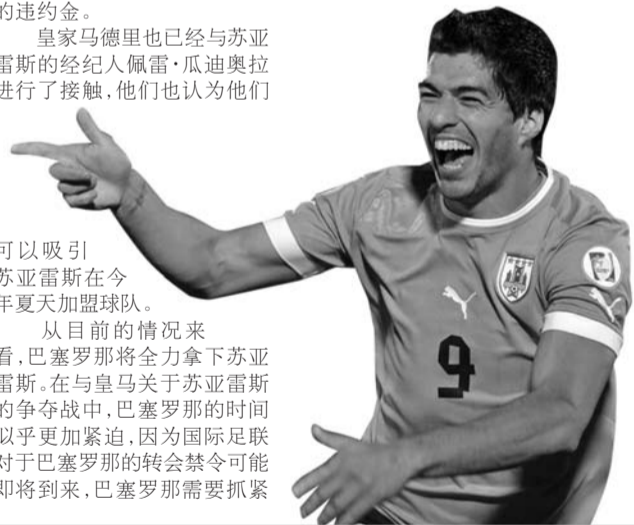 的违约金。
皇家马德里也已经与苏亚
雷斯的经纪人佩雷·瓜迪奥拉
进行了接触,他们也认为他们
可以吸引
苏亚雷斯在今
年夏天加盟球队。
从目前的情况来
看,巴塞罗那将全力拿下苏亚
雷斯。在与皇马关于苏亚雷斯
的争夺战中,巴塞罗那的时间
似乎更加紧迫,因为国际足联
对于巴塞罗那的转会禁令可能
即将到来,巴塞罗那需要抓紧
9